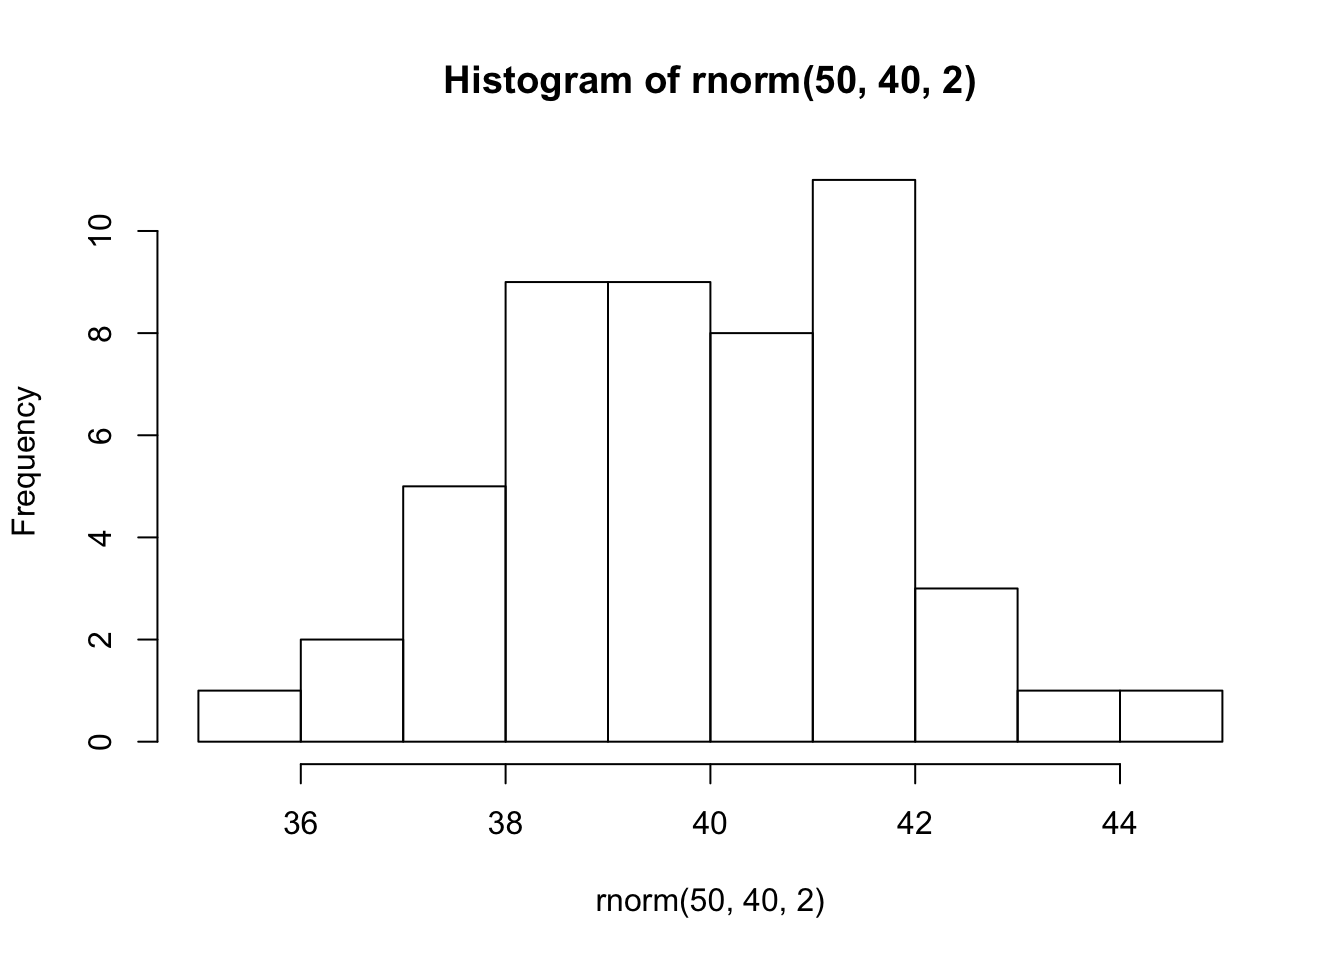 Histogram of rnorm(50, 40, 2)
10
8
6
4
2
0
Frequency
36 38 40 42 44
rnorm(50, 40, 2)